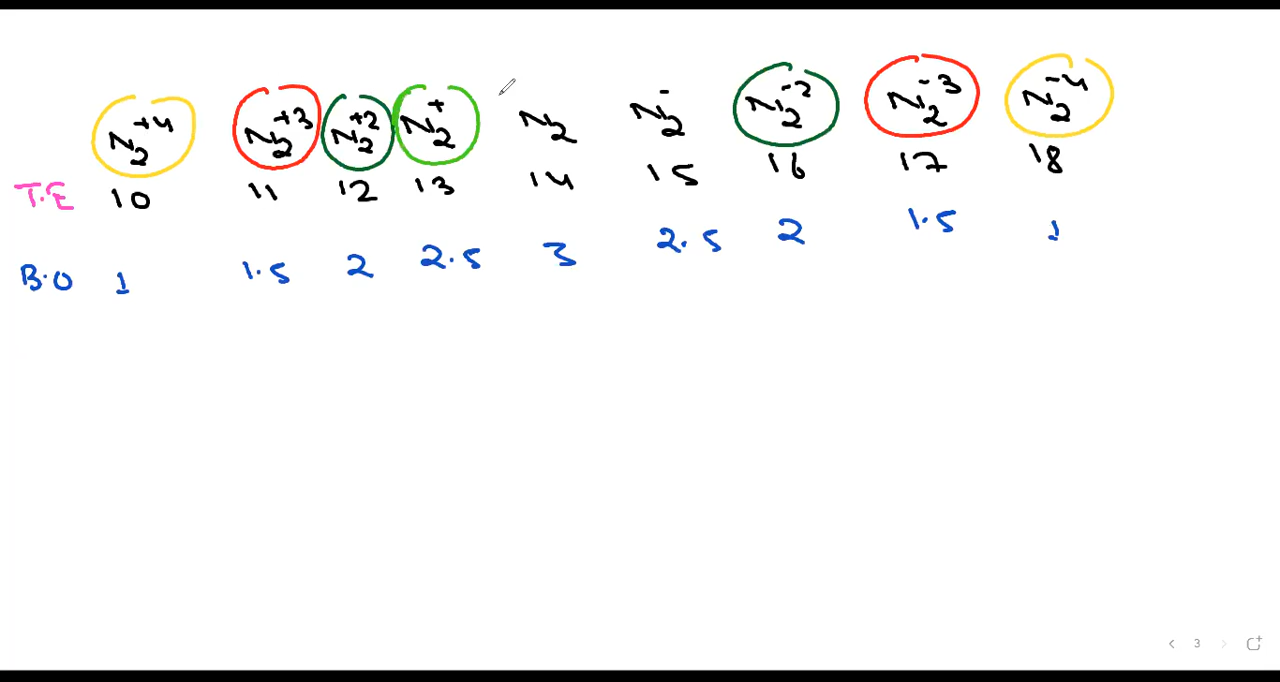 N₂⁺⁴ N₂⁺³ N₂⁺² N₂⁺ N₂ N₂⁻ N₂⁻² N₂⁻³ N₂⁻⁴
T.E 10 11 12 13 14 15 16 17 18
B.O 1 1.5 2 2.5 3 2.5 2 1.5 1
3